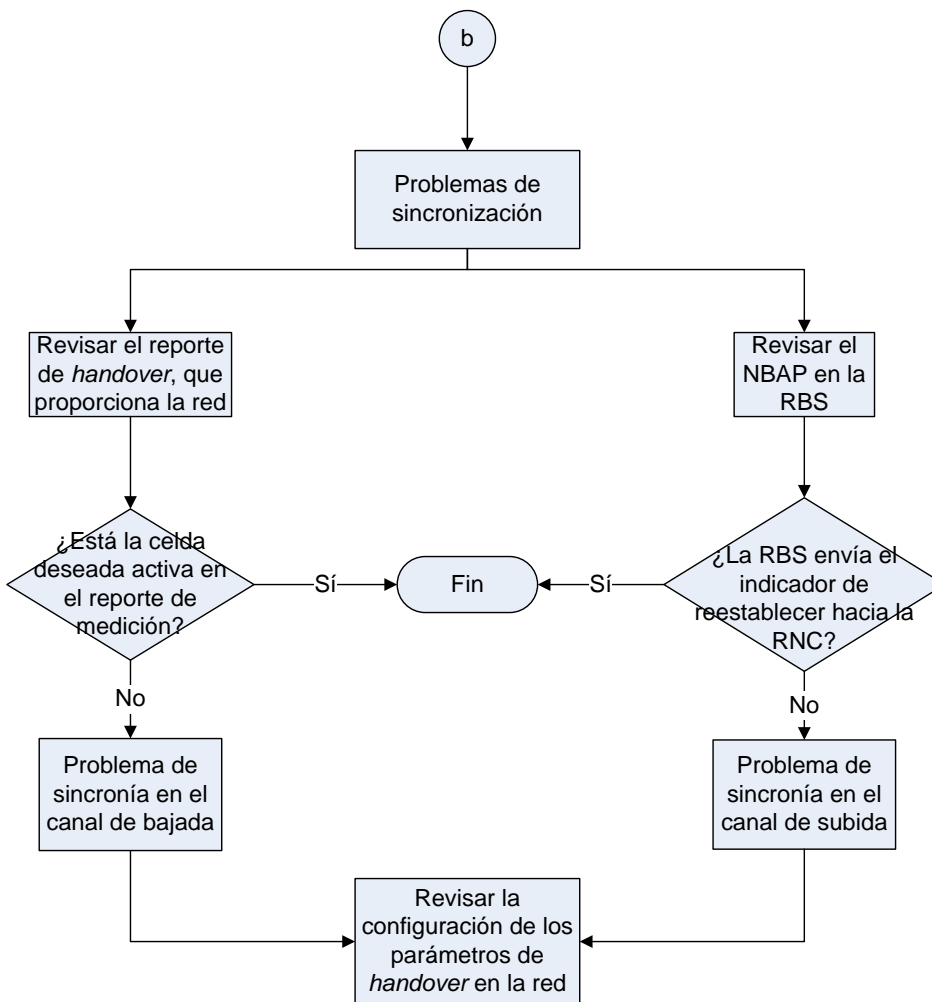 b
Problemas de
sincronización
Revisar el reporte
de handover, que
proporciona la red
Revisar el
NBAP en la
RBS
¿Está la celda
deseada activa en
el reporte de
medición?
Sí
Fin
Sí
¿La RBS envía el
indicador de
reestablecer hacia la
RNC?
No
No
Problema de
sincronía en el
canal de bajada
Problema de
sincronía en el
canal de subida
Revisar la
configuración de los
parámetros de
handover en la red